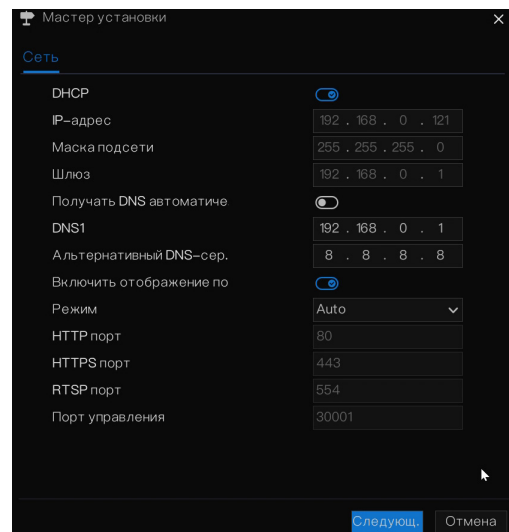 Мастер установки
Сеть
DHCP
IP-адрес 192 . 168 . 0 . 121
Маска подсети 255 . 255 . 255 . 0
Шлюз 192 . 168 . 0 . 1
Получать DNS автоматиче
DNS1 192 . 168 . 0 . 1
Альтернативный DNS-сер. 8 . 8 . 8 . 8
Включить отображение по
Режим Auto
HTTP порт 80
HTTPS порт 443
RTSP порт 554
Порт управления 30001
Следующ. Отмена